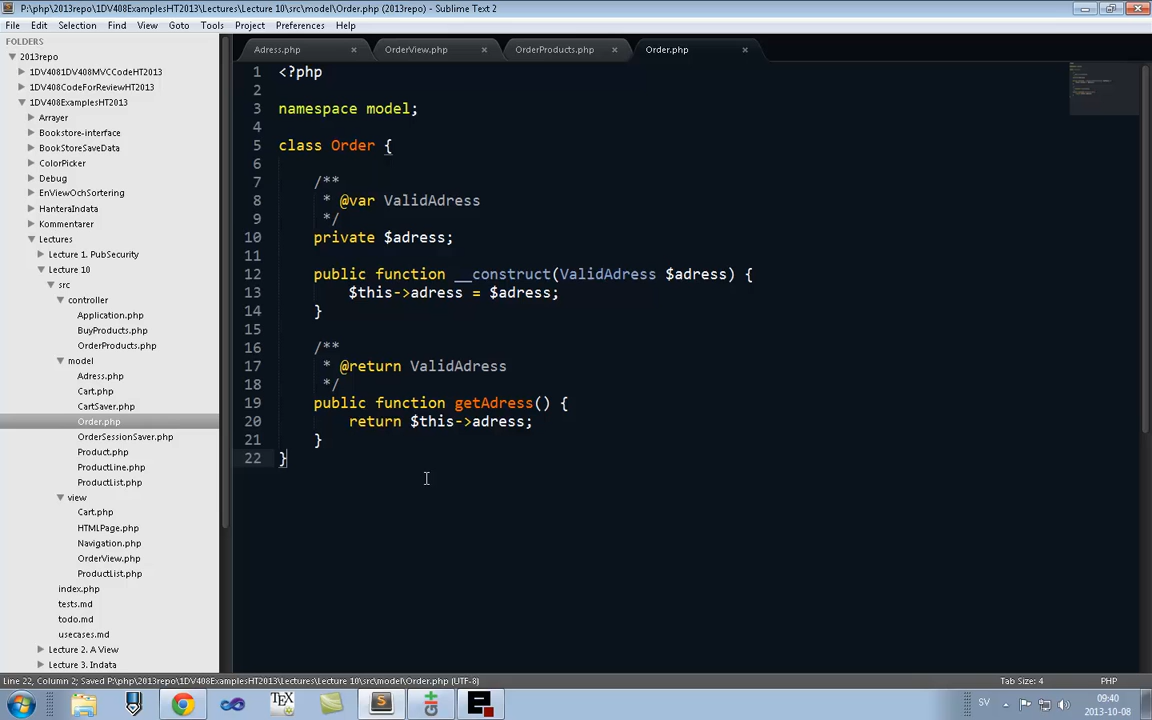 P:\php\2013repo\1DV408ExamplesHT2013\Lectures\Lecture 10\src\model\Order.php (2013repo) - Sublime Text 2
File Edit Selection Find View Goto Tools Project Preferences Help
FOLDERS
2013repo
1DV4081DV408MVCCodeHT2013
1DV408CodeForReviewHT2013
1DV408ExamplesHT2013
Arrayer
Bookstore-interface
BookStoreSaveData
ColorPicker
Debug
EnViewOchSortering
HanteraIndata
Kommentarer
Lectures
Lecture 1. PubSecurity
Lecture 10
src
controller
Application.php
BuyProducts.php
OrderProducts.php
model
Adress.php
Cart.php
CartSaver.php
Order.php
OrderSessionSaver.php
Product.php
ProductLine.php
ProductList.php
view
Cart.php
HTMLPage.php
Navigation.php
OrderView.php
ProductList.php
index.php
tests.md
todo.md
usecases.md
Lecture 2. A View
Lecture 3. Indata
Adress.php OrderView.php OrderProducts.php Order.php
1 <?php
2
3 namespace model;
4
5 class Order {
6
7 /**
8 * @var ValidAdress
9 */
10 private $adress;
11
12 public function __construct(ValidAdress $adress) {
13 $this->adress = $adress;
14 }
15
16 /**
17 * @return ValidAdress
18 */
19 public function getAdress() {
20 return $this->adress;
21 }
22 }
Line 22, Column 2; Saved P:\php\2013repo\1DV408ExamplesHT2013\Lectures\Lecture 10\src\model\Order.php (UTF-8) Tab Size: 4 PHP
SV 09:40
2013-10-08